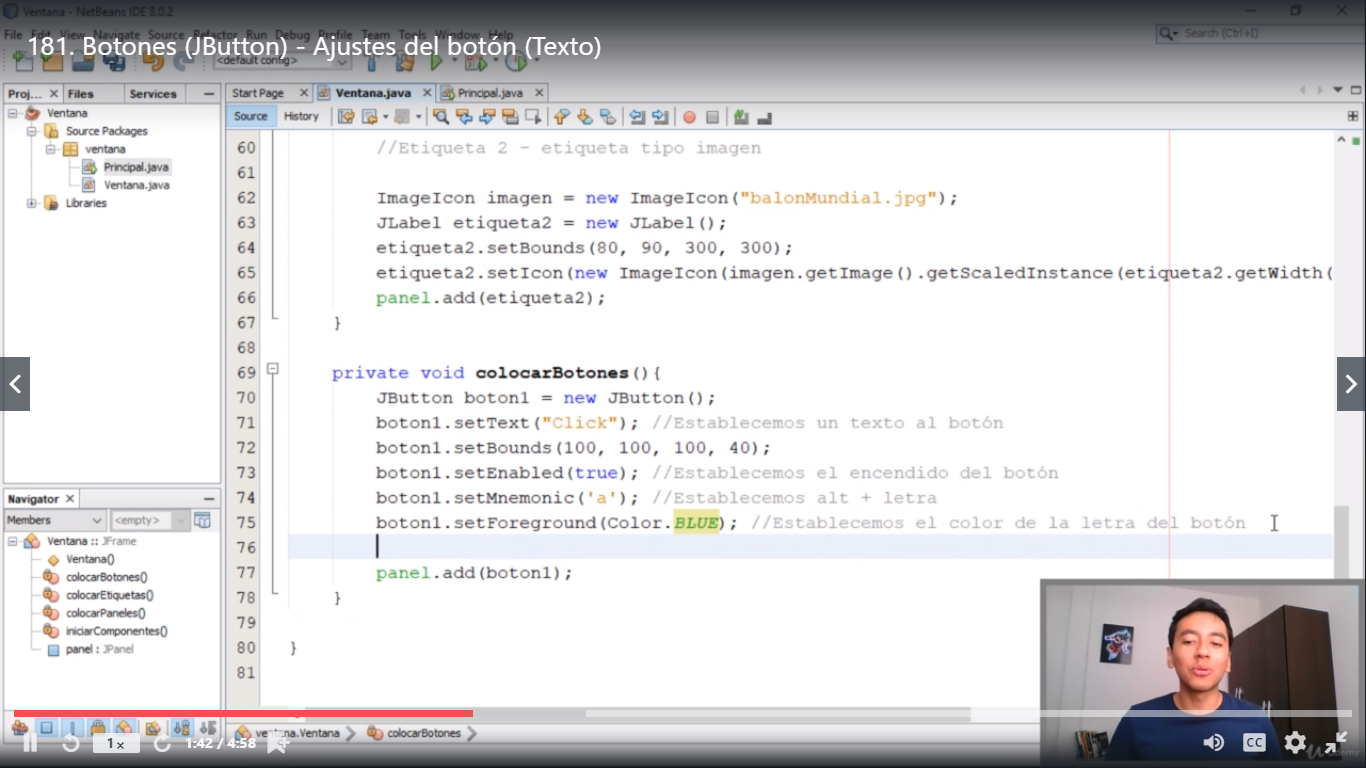 Ventana - NetBeans IDE 8.0.2
File Edit View Navigate Source Refactor Run Debug Profile Team Tools Window Help
Search (Ctrl+I)
181. Botones (JButton) - Ajustes del botón (Texto)
<default config>
Proj... Files Services
Start Page Ventana.java Principal.java
Source History
Ventana
Source Packages
ventana
Principal.java
Ventana.java
Libraries
60 //Etiqueta 2 - etiqueta tipo imagen
61
62 ImageIcon imagen = new ImageIcon("balonMundial.jpg");
63 JLabel etiqueta2 = new JLabel();
64 etiqueta2.setBounds(80, 90, 300, 300);
65 etiqueta2.setIcon(new ImageIcon(imagen.getImage().getScaledInstance(etiqueta2.getWidth(
66 panel.add(etiqueta2);
67 }
68
69 private void colocarBotones(){
70 JButton boton1 = new JButton();
71 boton1.setText("Click"); //Establecemos un texto al botón
72 boton1.setBounds(100, 100, 100, 40);
73 boton1.setEnabled(true); //Establecemos el encendido del botón
74 boton1.setMnemonic('a'); //Establecemos alt + letra
75 boton1.setForeground(Color.BLUE); //Establecemos el color de la letra del botón
76
77 panel.add(boton1);
78 }
79
80 }
81
Navigator
Members <empty>
Ventana :: JFrame
Ventana()
colocarBotones()
colocarEtiquetas()
colocarPaneles()
iniciarComponentes()
panel : JPanel
ventana.Ventana colocarBotones
1x 1:42 / 4:58 CC